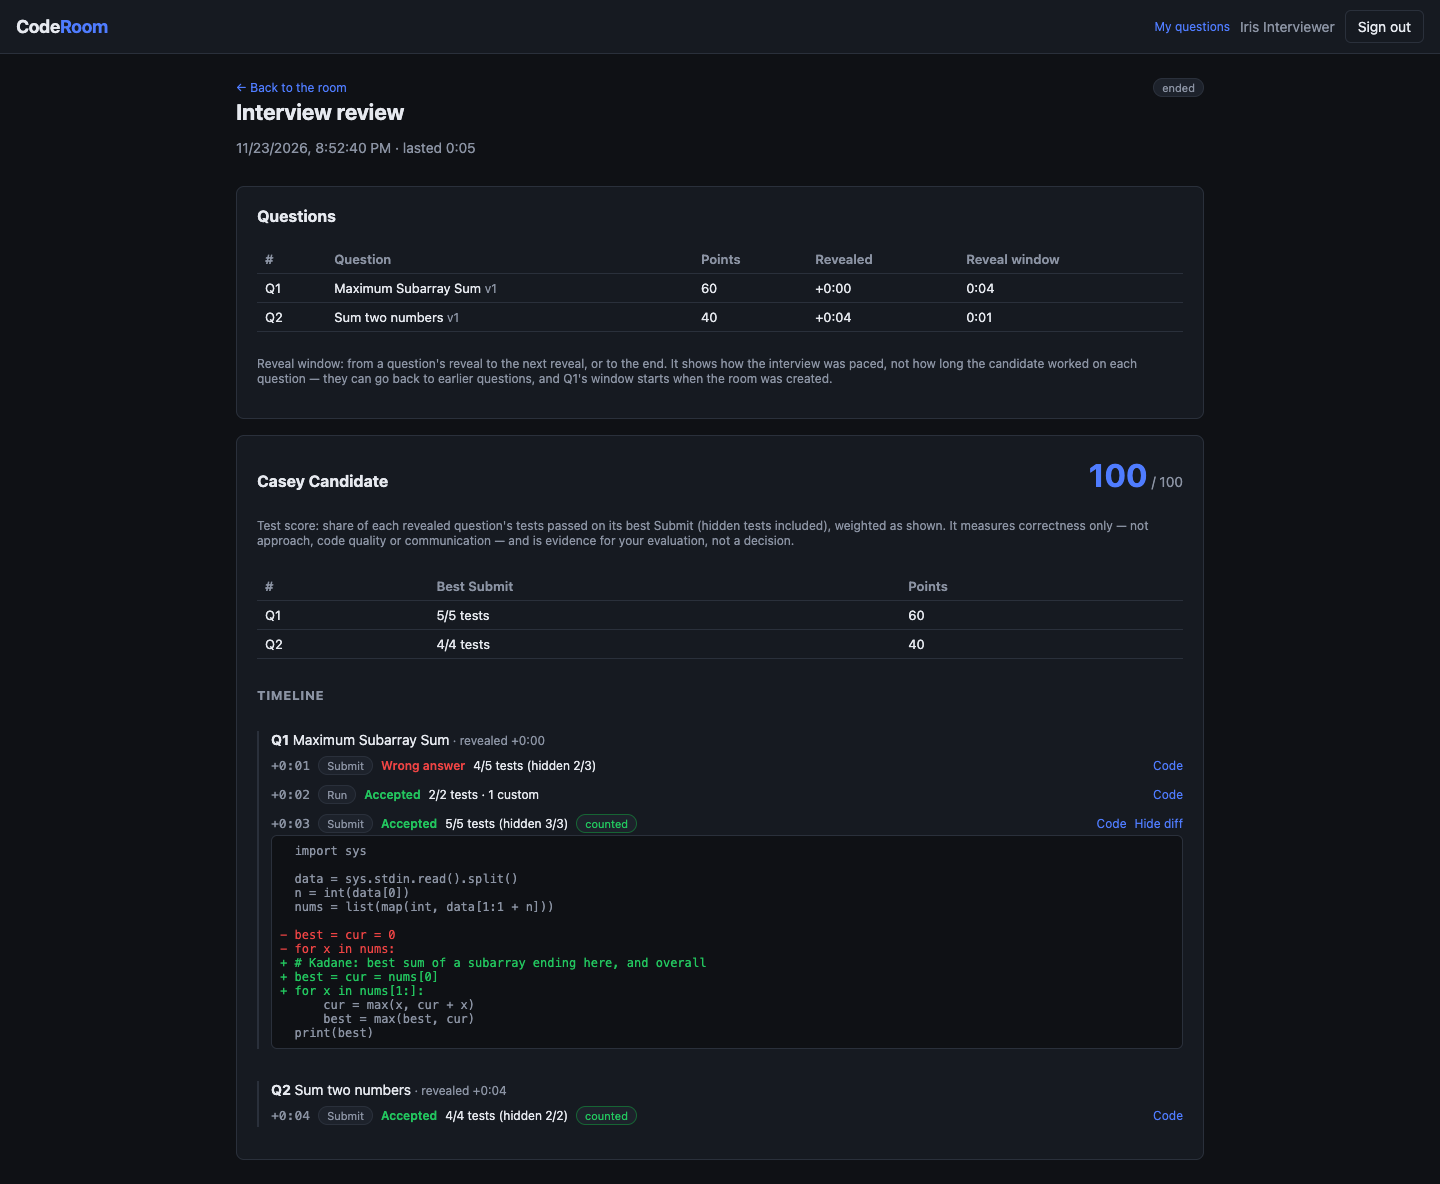 CodeRoom
My questions Iris Interviewer Sign out
← Back to the room
ended
Interview review
11/23/2026, 8:52:40 PM · lasted 0:05
Questions
# Question Points Revealed Reveal window
Q1 Maximum Subarray Sum v1 60 +0:00 0:04
Q2 Sum two numbers v1 40 +0:04 0:01
Reveal window: from a question's reveal to the next reveal, or to the end. It shows how the interview was paced, not how long the candidate worked on each
question — they can go back to earlier questions, and Q1's window starts when the room was created.
Casey Candidate 100 / 100
Test score: share of each revealed question's tests passed on its best Submit (hidden tests included), weighted as shown. It measures correctness only — not
approach, code quality or communication — and is evidence for your evaluation, not a decision.
# Best Submit Points
Q1 5/5 tests 60
Q2 4/4 tests 40
TIMELINE
Q1 Maximum Subarray Sum · revealed +0:00
+0:01 Submit Wrong answer 4/5 tests (hidden 2/3) Code
+0:02 Run Accepted 2/2 tests · 1 custom Code
+0:03 Submit Accepted 5/5 tests (hidden 3/3) counted Code Hide diff
import sys
data = sys.stdin.read().split()
n = int(data[0])
nums = list(map(int, data[1:1 + n]))
− best = cur = 0
− for x in nums:
+ # Kadane: best sum of a subarray ending here, and overall
+ best = cur = nums[0]
+ for x in nums[1:]:
cur = max(x, cur + x)
best = max(best, cur)
print(best)
Q2 Sum two numbers · revealed +0:04
+0:04 Submit Accepted 4/4 tests (hidden 2/2) counted Code